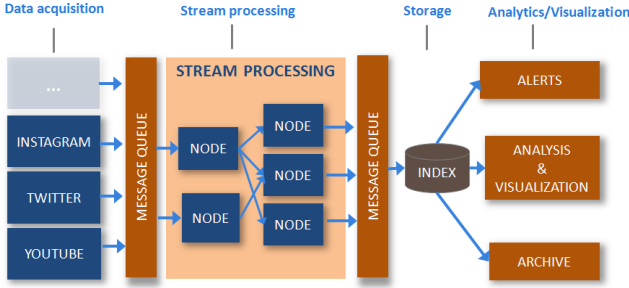 Data acquisition
Stream processing
Storage
Analytics/Visualization
...
INSTAGRAM
TWITTER
YOUTUBE
MESSAGE QUEUE
STREAM PROCESSING
NODE
NODE
NODE
NODE
NODE
MESSAGE QUEUE
INDEX
ALERTS
ANALYSIS
&
VISUALIZATION
ARCHIVE